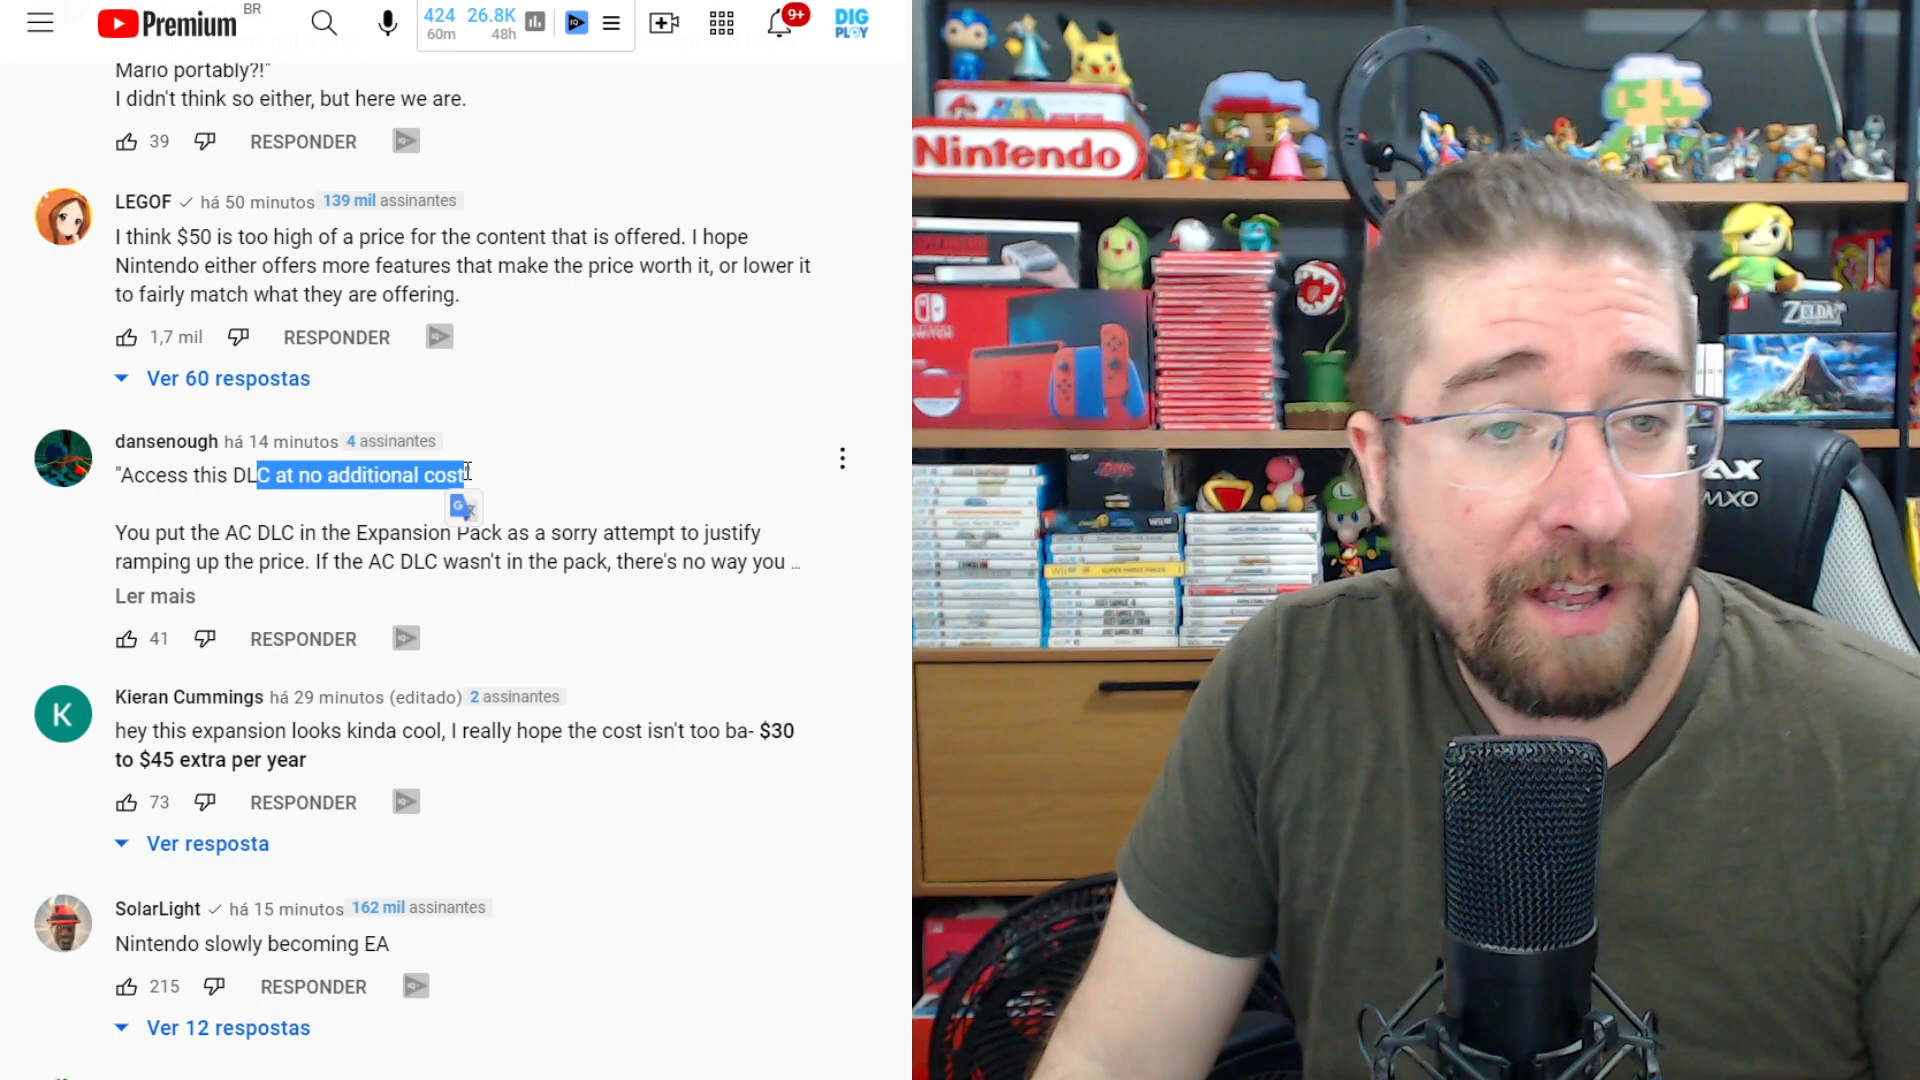 Premium BR
424 26.8K
60m 48h
9+
DIG
PLAY
Mario portably?!"
I didn't think so either, but here we are.
39 RESPONDER
LEGOF há 50 minutos 139 mil assinantes
I think $50 is too high of a price for the content that is offered. I hope
Nintendo either offers more features that make the price worth it, or lower it
to fairly match what they are offering.
1,7 mil RESPONDER
Ver 60 respostas
dansenough há 14 minutos 4 assinantes
"Access this DLC at no additional cost"
You put the AC DLC in the Expansion Pack as a sorry attempt to justify
ramping up the price. If the AC DLC wasn't in the pack, there's no way you ...
Ler mais
41 RESPONDER
K
Kieran Cummings há 29 minutos (editado) 2 assinantes
hey this expansion looks kinda cool, I really hope the cost isn't too ba- $30
to $45 extra per year
73 RESPONDER
Ver resposta
SolarLight há 15 minutos 162 mil assinantes
Nintendo slowly becoming EA
215 RESPONDER
Ver 12 respostas
Nintendo
SWITCH
ZELDA
AX
MXO
L